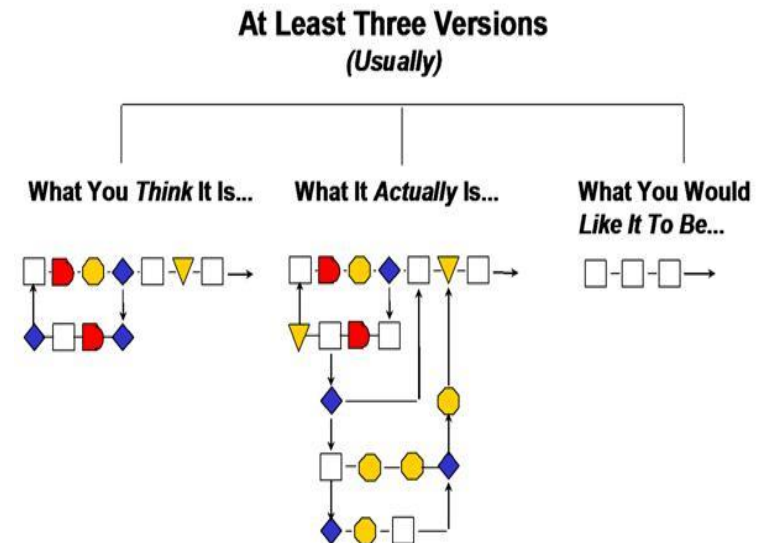 At Least Three Versions
(Usually)
What You Think It Is...
What It Actually Is...
What You Would
Like It To Be...